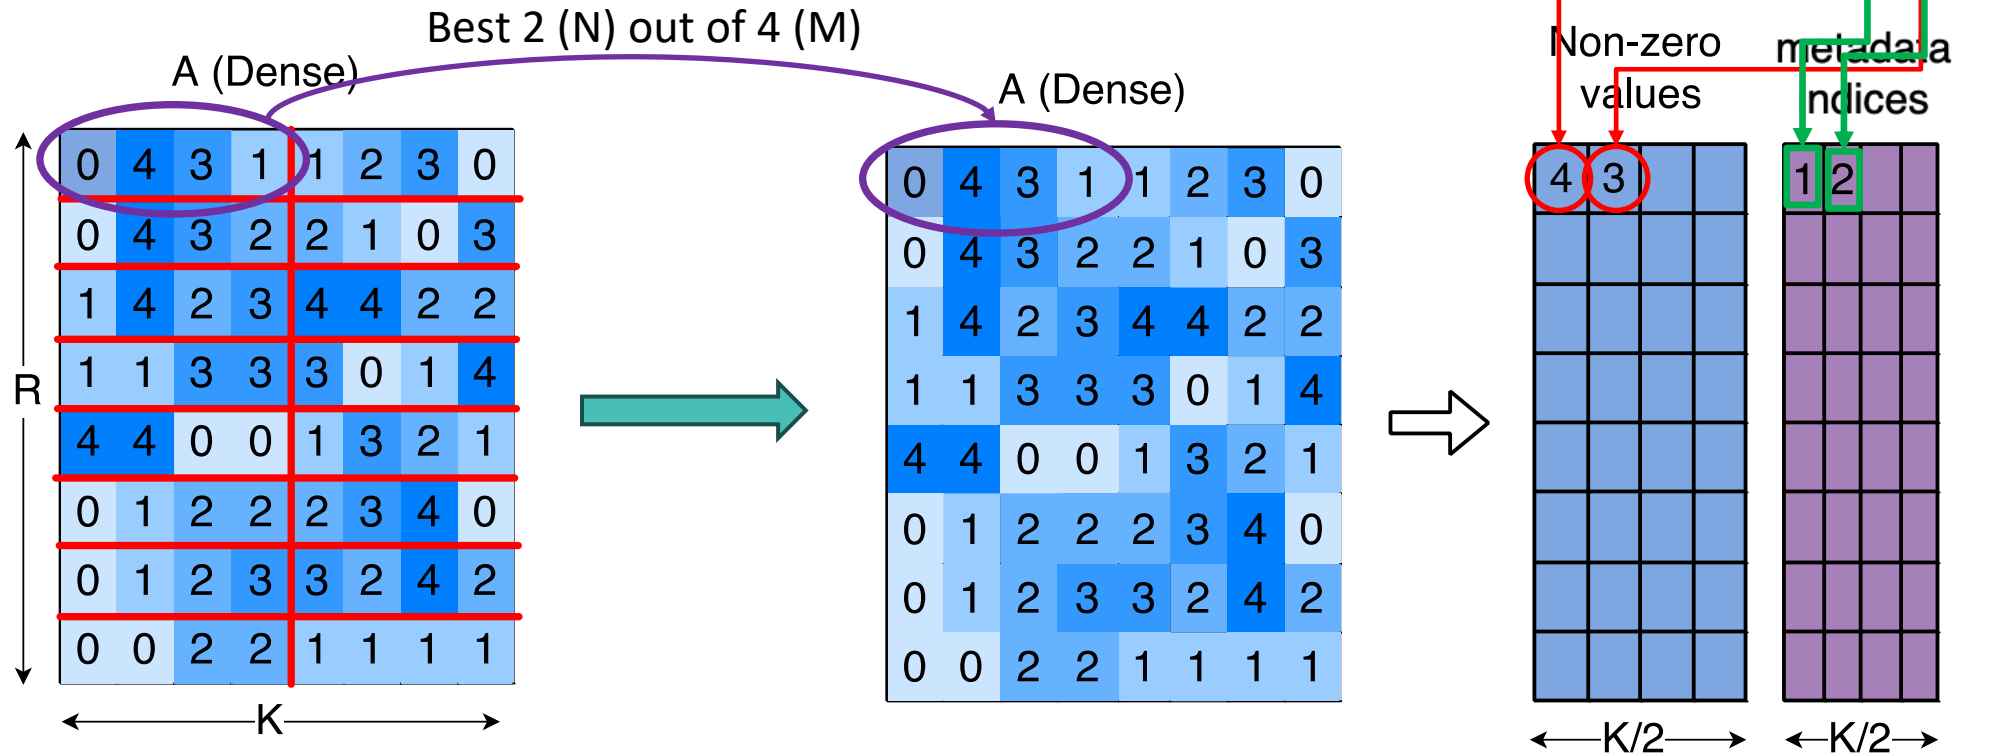 Best 2 (N) out of 4 (M)
A (Dense)
0 4 3 1 1 2 3 0
0 4 3 2 2 1 0 3
1 4 2 3 4 4 2 2
1 1 3 3 3 0 1 4
4 4 0 0 1 3 2 1
0 1 2 2 2 3 4 0
0 1 2 3 3 2 4 2
0 0 2 2 1 1 1 1
R
K
A (Dense)
0 4 3 1 1 2 3 0
0 4 3 2 2 1 0 3
1 4 2 3 4 4 2 2
1 1 3 3 3 0 1 4
4 4 0 0 1 3 2 1
0 1 2 2 2 3 4 0
0 1 2 3 3 2 4 2
0 0 2 2 1 1 1 1
Non-zero
values
4 3
K/2
metadata
ndices
1 2
K/2